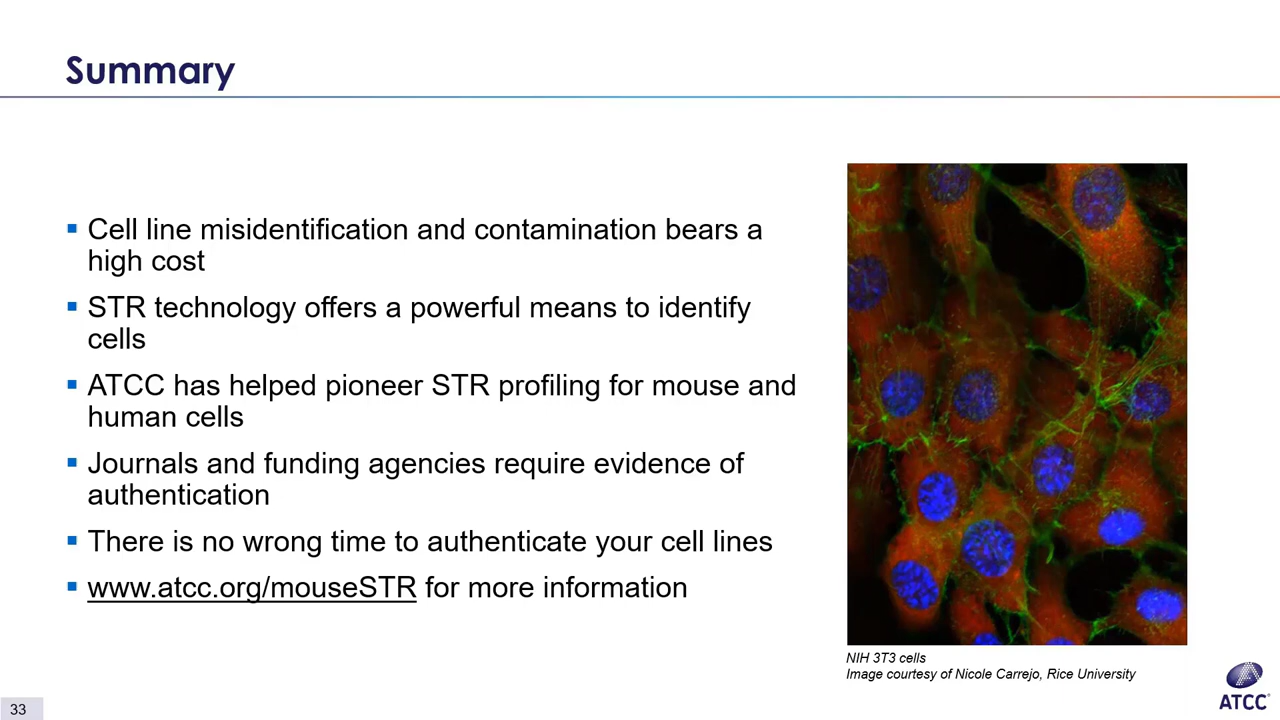 Summary
Cell line misidentification and contamination bears a
high cost
STR technology offers a powerful means to identify
cells
ATCC has helped pioneer STR profiling for mouse and
human cells
Journals and funding agencies require evidence of
authentication
There is no wrong time to authenticate your cell lines
www.atcc.org/mouseSTR for more information
NIH 3T3 cells
Image courtesy of Nicole Carrejo, Rice University
33
ATCC